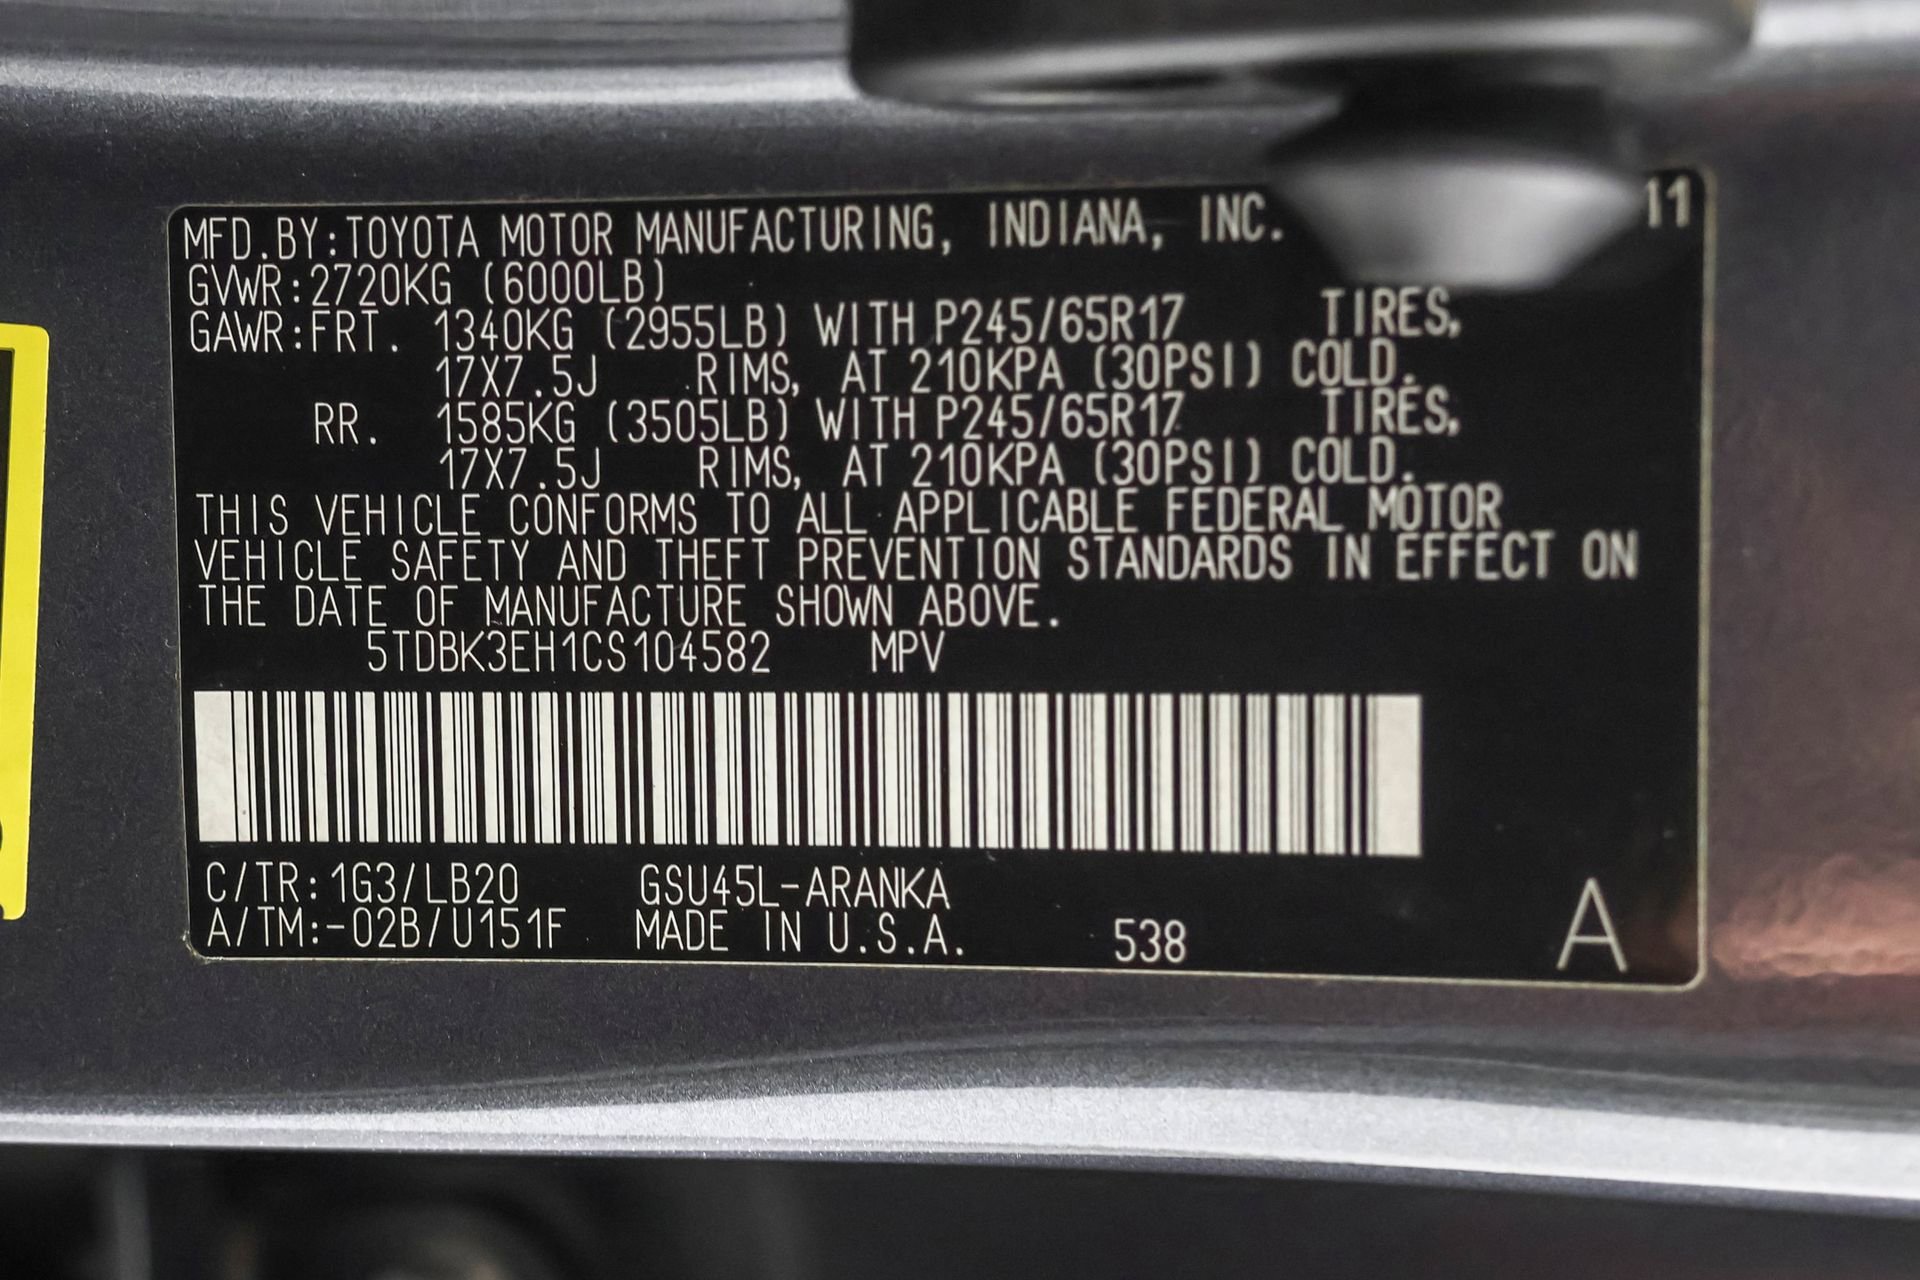 MFD.BY:TOYOTA MOTOR MANUFACTURING, INDIANA, INC. 11
GVWR:2720KG (6000LB)
GAWR:FRT. 1340KG (2955LB) WITH P245/65R17 TIRES,
17X7.5J RIMS, AT 210KPA (30PSI) COLD.
RR. 1585KG (3505LB) WITH P245/65R17 TIRES,
17X7.5J RIMS, AT 210KPA (30PSI) COLD.
THIS VEHICLE CONFORMS TO ALL APPLICABLE FEDERAL MOTOR
VEHICLE SAFETY AND THEFT PREVENTION STANDARDS IN EFFECT ON
THE DATE OF MANUFACTURE SHOWN ABOVE.
5TDBK3EH1CS104582 MPV
C/TR:1G3/LB20 GSU45L-ARANKA
A/TM:-02B/U151F MADE IN U.S.A. 538 A